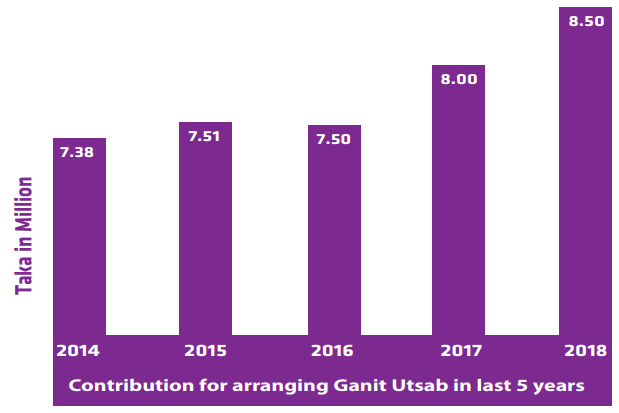 8.50
8.00
7.38
7.51
7.50
Taka in Million
2014 2015 2016 2017 2018
Contribution for arranging Ganit Utsab in last 5 years